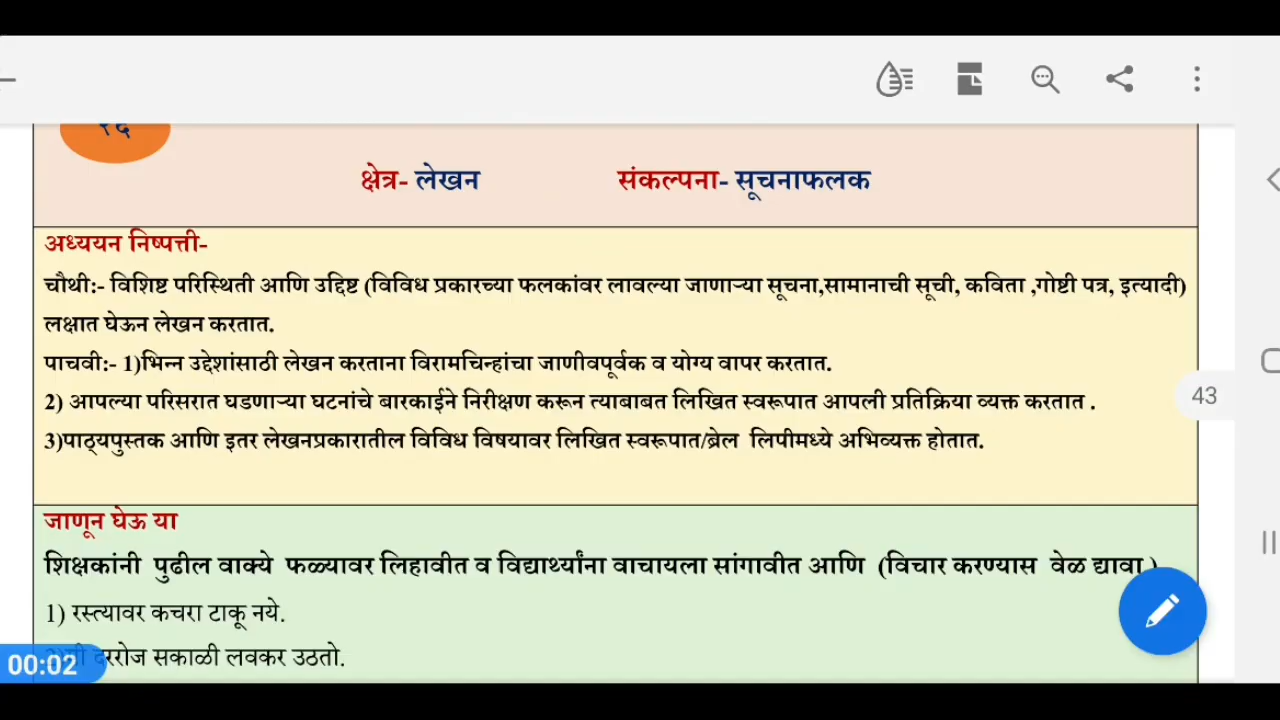 क्षेत्र- लेखन संकल्पना- सूचनाफलक
अध्ययन निष्पत्ती-
चौथी:- विशिष्ट परिस्थिती आणि उद्दिष्ट (विविध प्रकारच्या फलकांवर लावल्या जाणाऱ्या सूचना,सामानाची सूची, कविता ,गोष्टी पत्र, इत्यादी)
लक्षात घेऊन लेखन करतात.
पाचवी:- 1)भिन्न उद्देशांसाठी लेखन करताना विरामचिन्हांचा जाणीवपूर्वक व योग्य वापर करतात.
2) आपल्या परिसरात घडणाऱ्या घटनांचे बारकाईने निरीक्षण करून त्याबाबत लिखित स्वरूपात आपली प्रतिक्रिया व्यक्त करतात .
43
3)पाठ्यपुस्तक आणि इतर लेखनप्रकारातील विविध विषयावर लिखित स्वरूपात/ब्रेल लिपीमध्ये अभिव्यक्त होतात.
जाणून घेऊ या
शिक्षकांनी पुढील वाक्ये फळ्यावर लिहावीत व विद्यार्थ्यांना वाचायला सांगावीत आणि (विचार करण्यास वेळ द्यावा )
1) रस्त्यावर कचरा टाकू नये.
दररोज सकाळी लवकर उठतो.
00:02